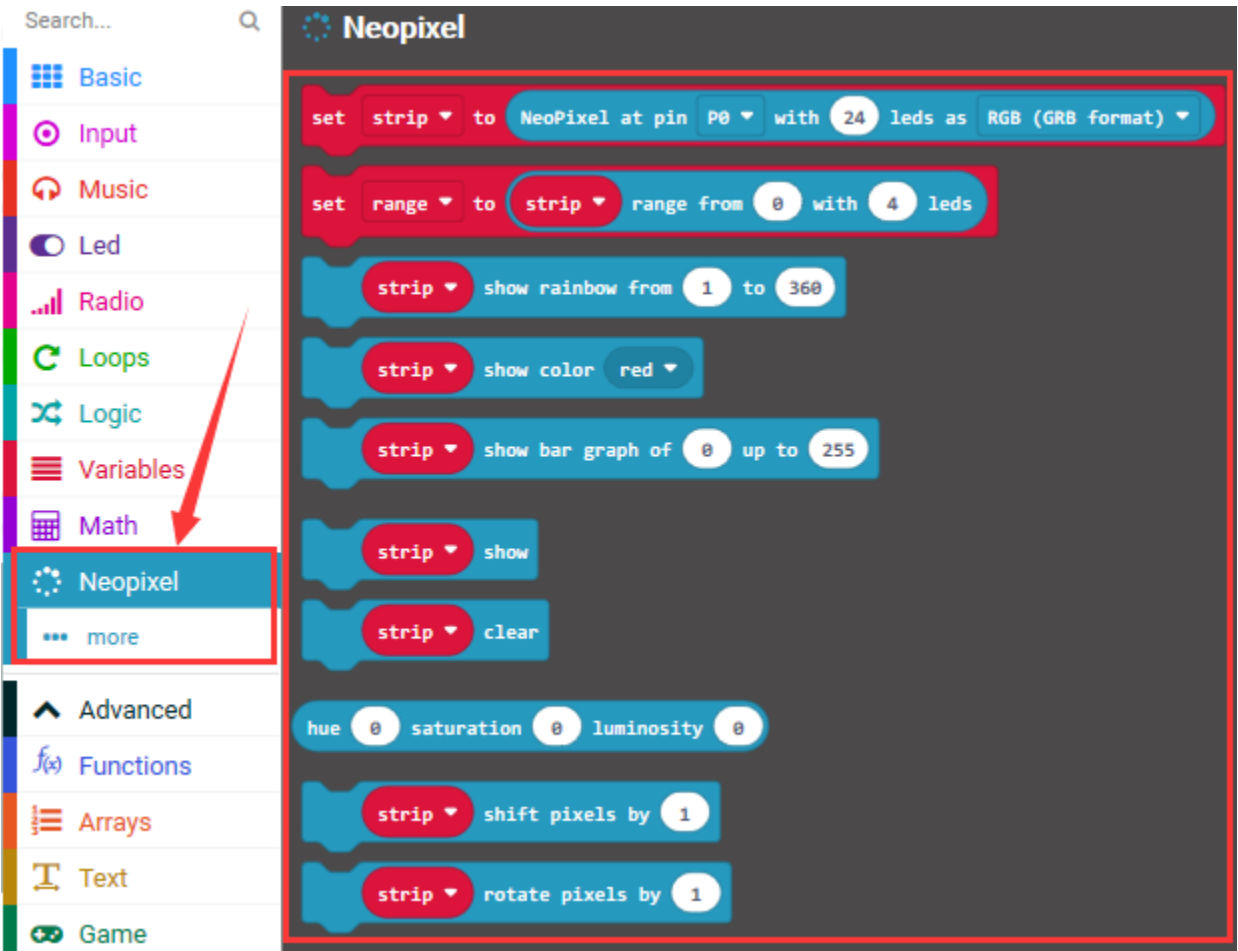 Search...
Basic
Input
Music
Led
Radio
Loops
Logic
Variables
Math
Neopixel
more
Advanced
f(x) Functions
Arrays
Text
Game
Neopixel
set strip to NeoPixel at pin P0 with 24 leds as RGB (GRB format)
set range to strip range from 0 with 4 leds
strip show rainbow from 1 to 360
strip show color red
strip show bar graph of 0 up to 255
strip show
strip clear
hue 0 saturation 0 luminosity 0
strip shift pixels by 1
strip rotate pixels by 1